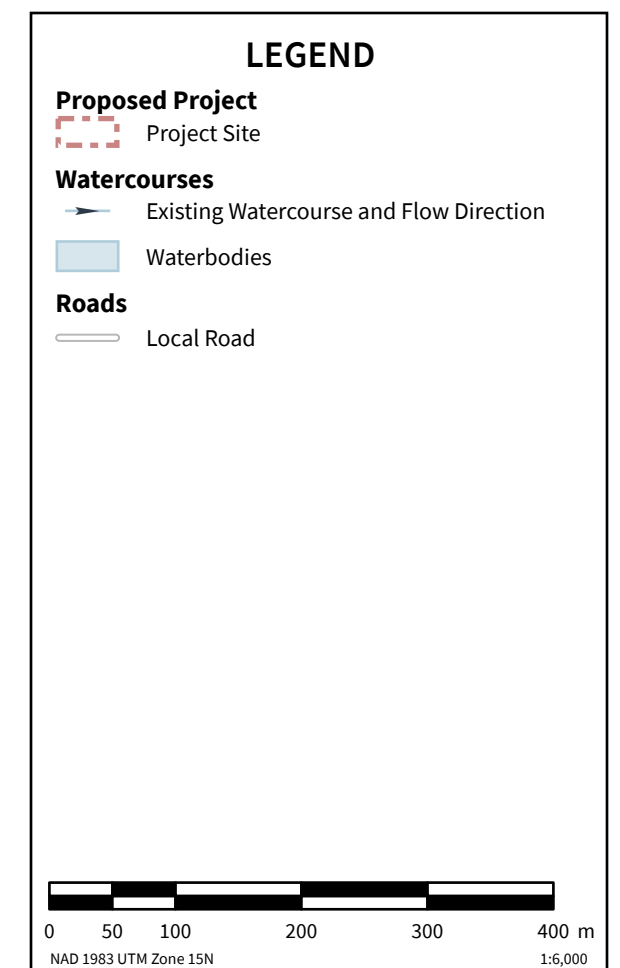 LEGEND
Proposed Project
Project Site
Watercourses
Existing Watercourse and Flow Direction
Waterbodies
Roads
Local Road
0 50 100 200 300 400 m
NAD 1983 UTM Zone 15N 1:6,000